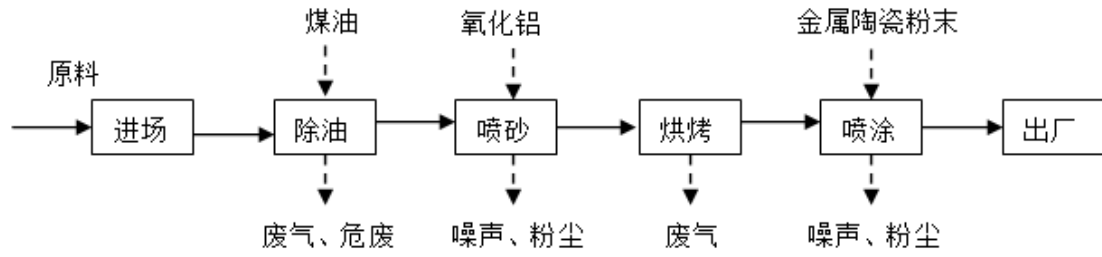 煤油
氧化铝
金属陶瓷粉末
原料
进场
除油
喷砂
烘烤
喷涂
出厂
废气、危废
噪声、粉尘
废气
噪声、粉尘